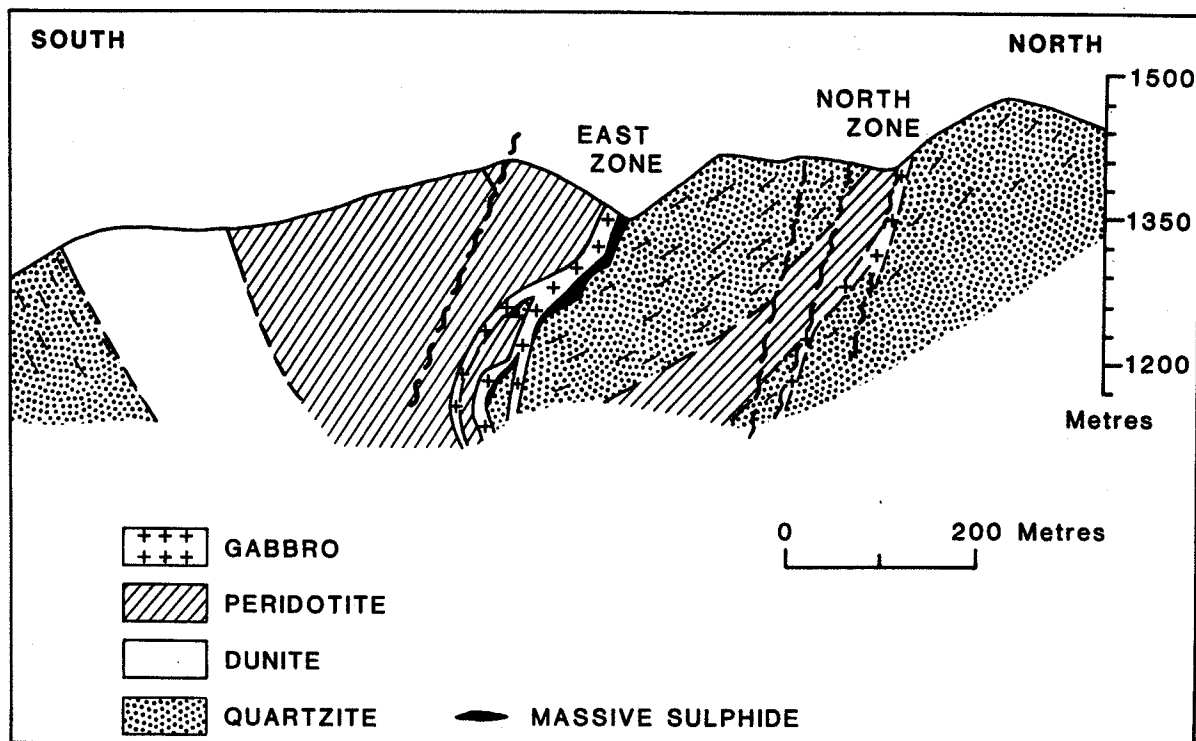 SOUTH
NORTH
1500
NORTH
ZONE
EAST
ZONE
1350
1200
Metres
0 200 Metres
GABBRO
PERIDOTITE
DUNITE
QUARTZITE
MASSIVE SULPHIDE